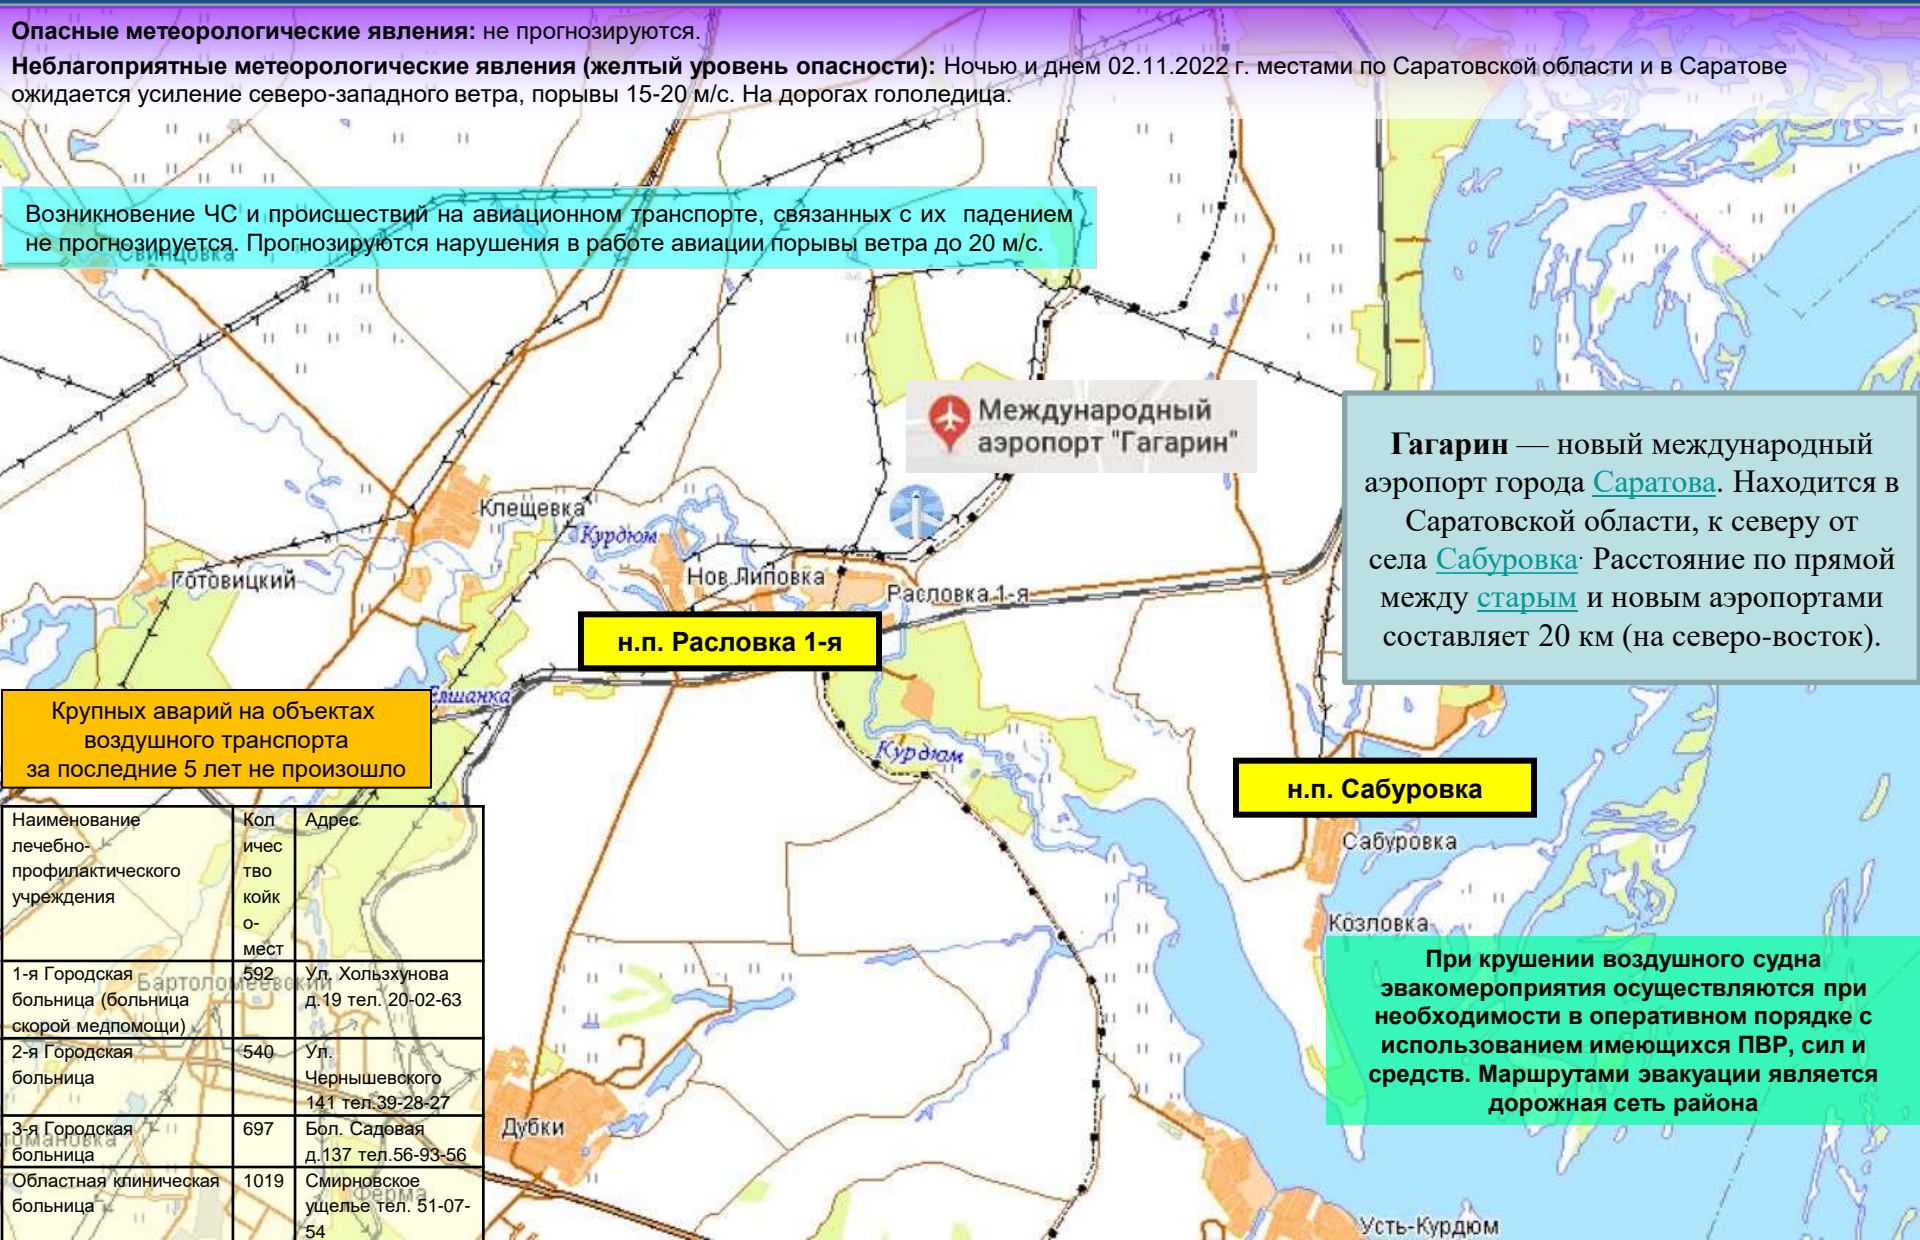 Опасные метеорологические явления: не прогнозируются.
Неблагоприятные метеорологические явления (желтый уровень опасности): Ночью и днем 02.11.2022 г. местами по Саратовской области и в Саратове
ожидается усиление северо-западного ветра, порывы 15-20 м/с. На дорогах гололедица.
Возникновение ЧС и происшествий на авиационном транспорте, связанных с их падением
не прогнозируется. Прогнозируются нарушения в работе авиации порывы ветра до 20 м/с.
Свинцовка
Международный
аэропорт "Гагарин"
Гагарин — новый международный
аэропорт города Саратова. Находится в
Саратовской области, к северу от
села Сабуровка. Расстояние по прямой
между старым и новым аэропортами
составляет 20 км (на северо-восток).
Клещевка
Курдюм
Готовицкий
Нов.Липовка
Расловка 1-я
н.п. Расловка 1-я
Елшанка
Крупных аварий на объектах
воздушного транспорта
за последние 5 лет не произошло
Курдюм
н.п. Сабуровка
Сабуровка
Козловка
При крушении воздушного судна
эвакомероприятия осуществляются при
необходимости в оперативном порядке с
использованием имеющихся ПВР, сил и
средств. Маршрутами эвакуации является
дорожная сеть района
Наименование
лечебно-
профилактического
учреждения
Кол
ичес
тво
койк
о-
мест
Адрес
1-я Городская
больница (больница
скорой медпомощи)
592
Ул. Хользхунова
д.19 тел. 20-02-63
Бартоломеевский
2-я Городская
больница
540
Ул.
Чернышевского
141 тел.39-28-27
3-я Городская
больница
697
Бол. Садовая
д.137 тел.56-93-56
Областная клиническая
больница
1019
Смирновское
ущелье тел. 51-07-
54
Ферма
Дубки
Усть-Курдюм